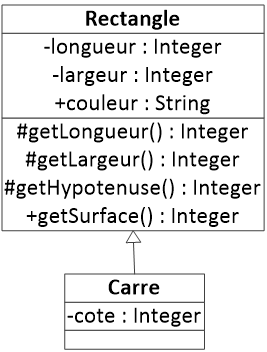 Rectangle
-longueur : Integer
-largeur : Integer
+couleur : String
#getLongueur() : Integer
#getLargeur() : Integer
#getHypotenuse() : Integer
+getSurface() : Integer
Carre
-cote : Integer